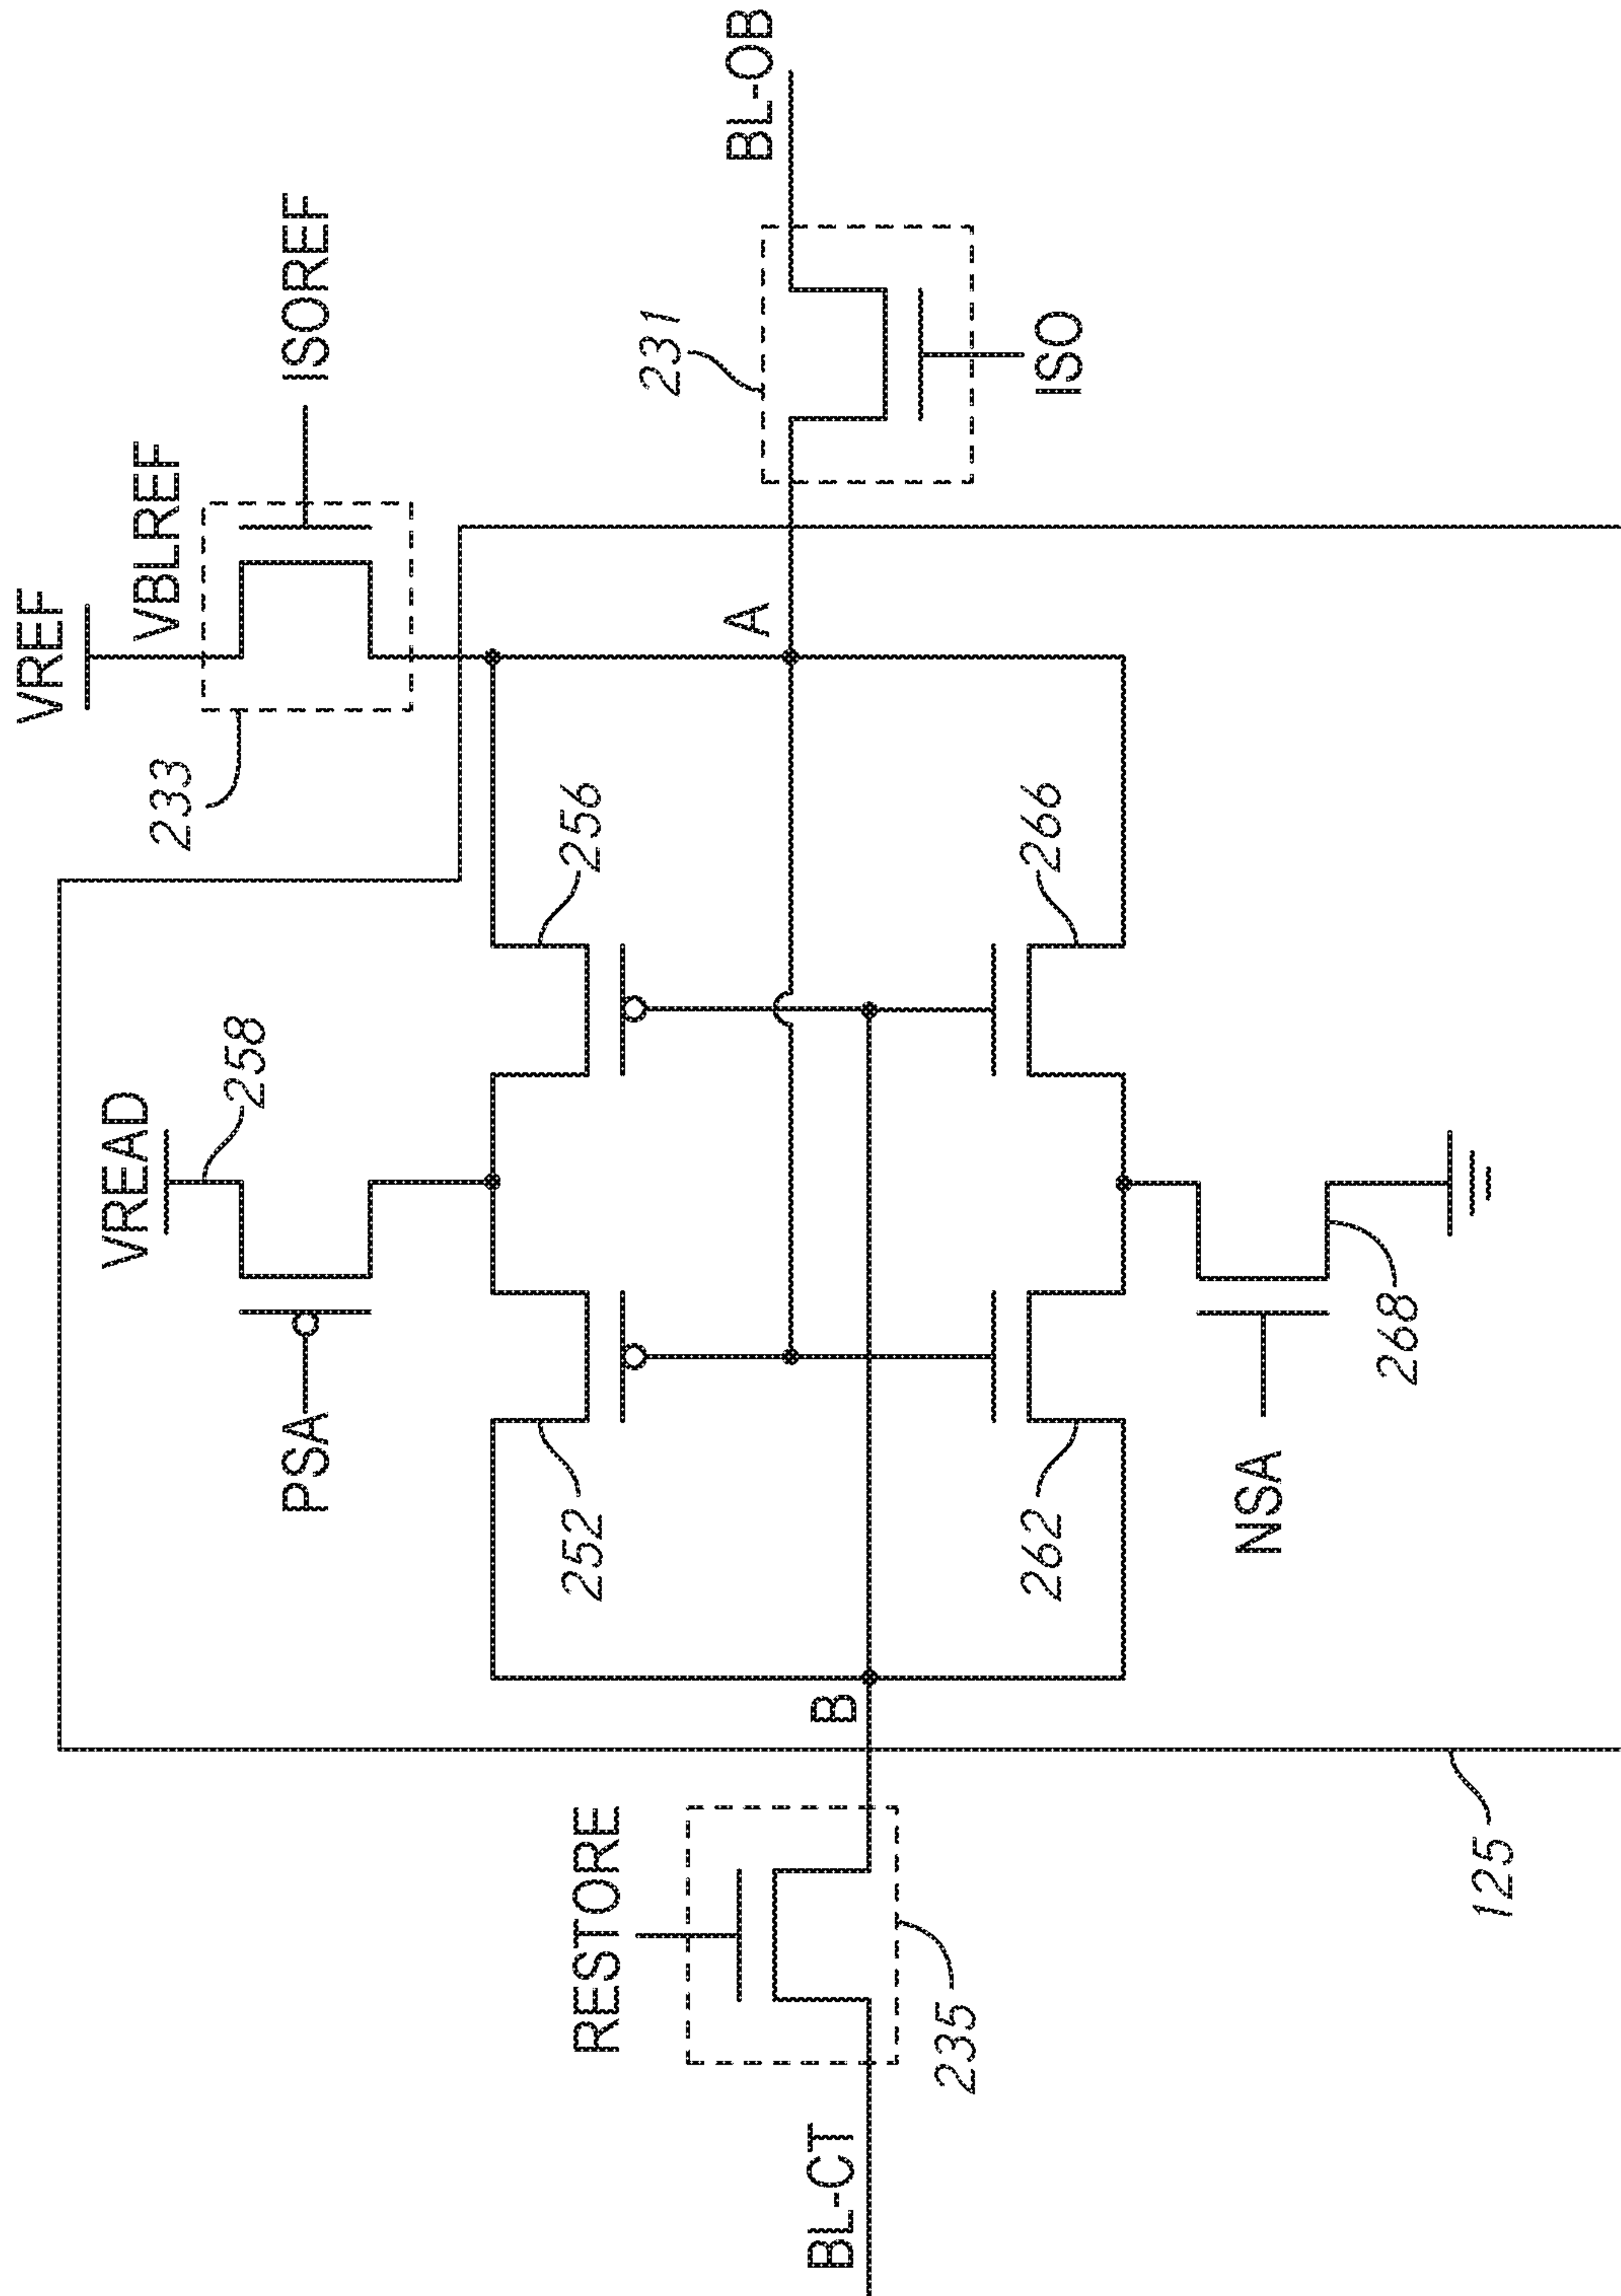 VREF
VBLREF
ISOREF
233
VREAD
258
PSA
256
252
231
BL-OB
ISO
A
B
RESTORE
235
BL-CT
266
262
NSA
268
125